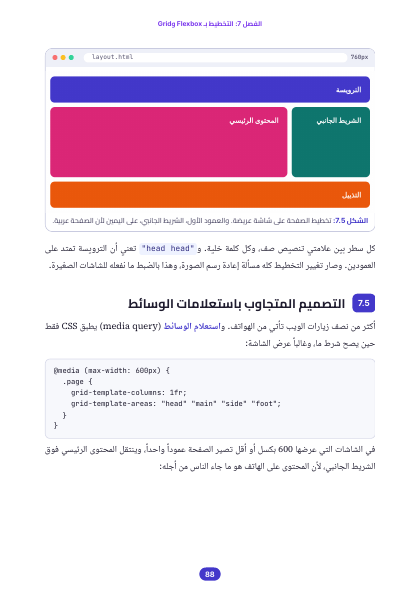 الفصل 7: التخطيط بـ Flexbox وGrid
layout.html
760px
الترويسة
الشريط الجانبي
المحتوى الرئيسي
التذييل
الشكل 7.5: تخطيط الصفحة على شاشة عريضة. والعمود الأول، الشريط الجانبي، على اليمين لأن الصفحة عربية.
كل سطر بين علامتي تنصيص صف، وكل كلمة خلية. و "head head" تعني أن الترويسة تمتد على
العمودين. وصار تغيير التخطيط كله مسألة إعادة رسم الصورة، وهذا بالضبط ما نفعله للشاشات الصغيرة.
7.5 التصميم المتجاوب باستعلامات الوسائط
أكثر من نصف زيارات الويب تأتي من الهواتف. واستعلام الوسائط (media query) يطبق CSS فقط
حين يصح شرط ما، وغالباً عرض الشاشة:
@media (max-width: 600px) {
.page {
grid-template-columns: 1fr;
grid-template-areas: "head" "main" "side" "foot";
}
}
في الشاشات التي عرضها 600 بكسل أو أقل تصير الصفحة عموداً واحداً، وينتقل المحتوى الرئيسي فوق
الشريط الجانبي، لأن المحتوى على الهاتف هو ما جاء الناس من أجله:
88